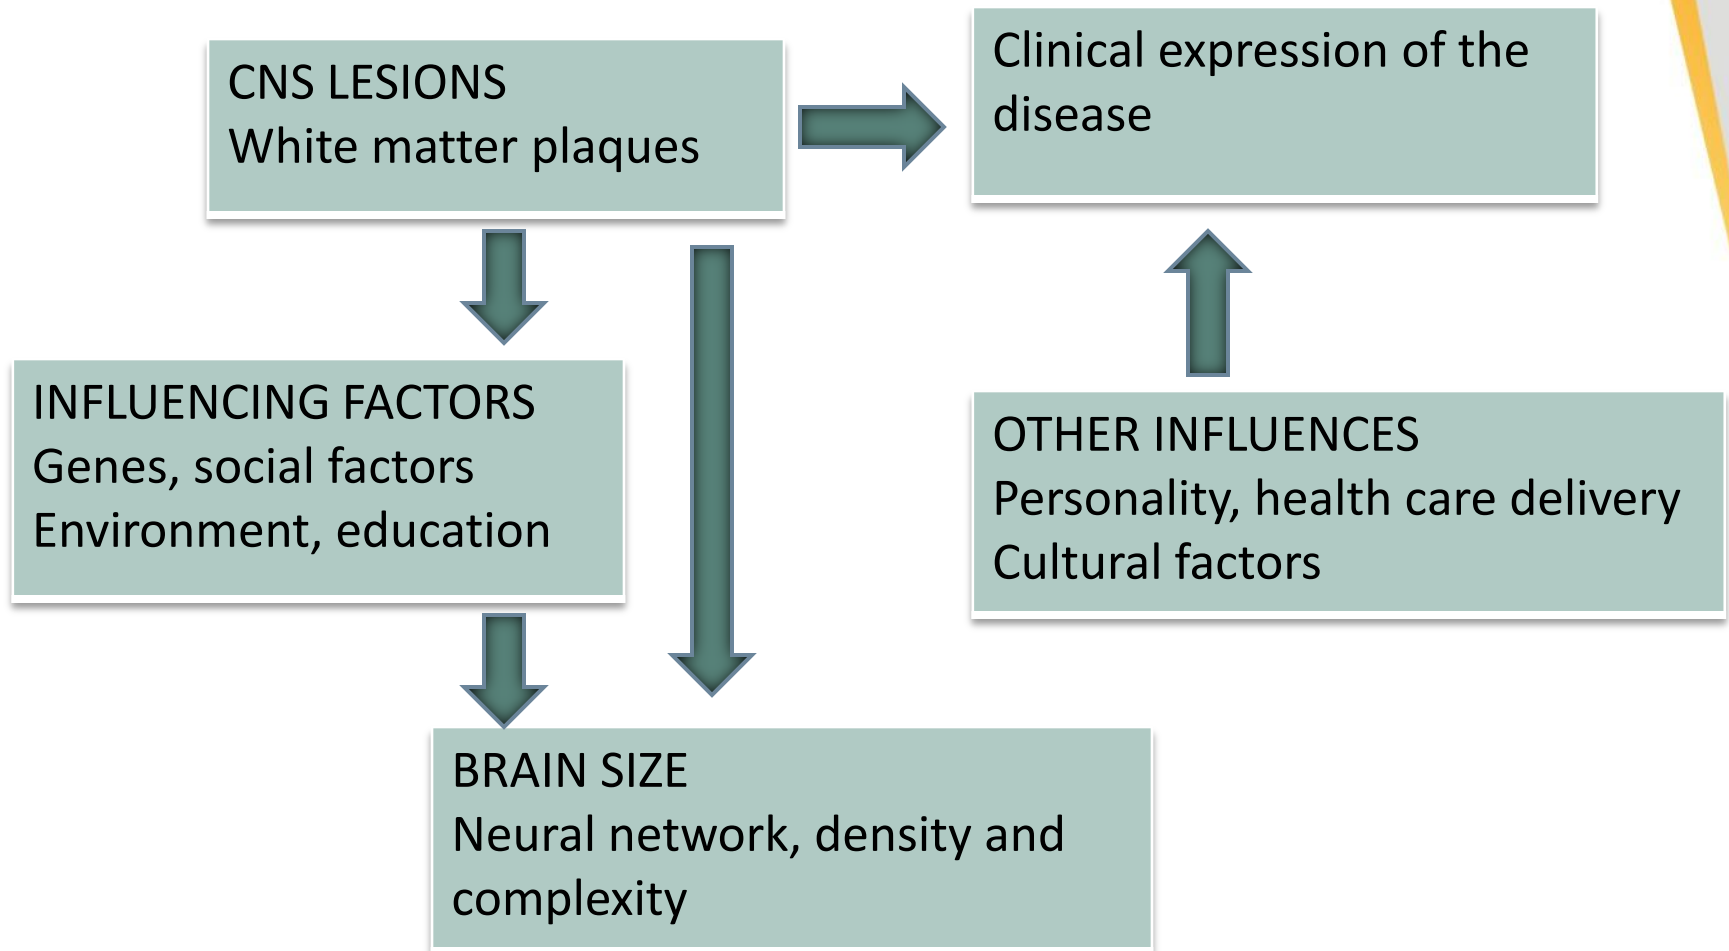 CNS LESIONS
White matter plaques
Clinical expression of the
disease
INFLUENCING FACTORS
Genes, social factors
Environment, education
OTHER INFLUENCES
Personality, health care delivery
Cultural factors
BRAIN SIZE
Neural network, density and
complexity